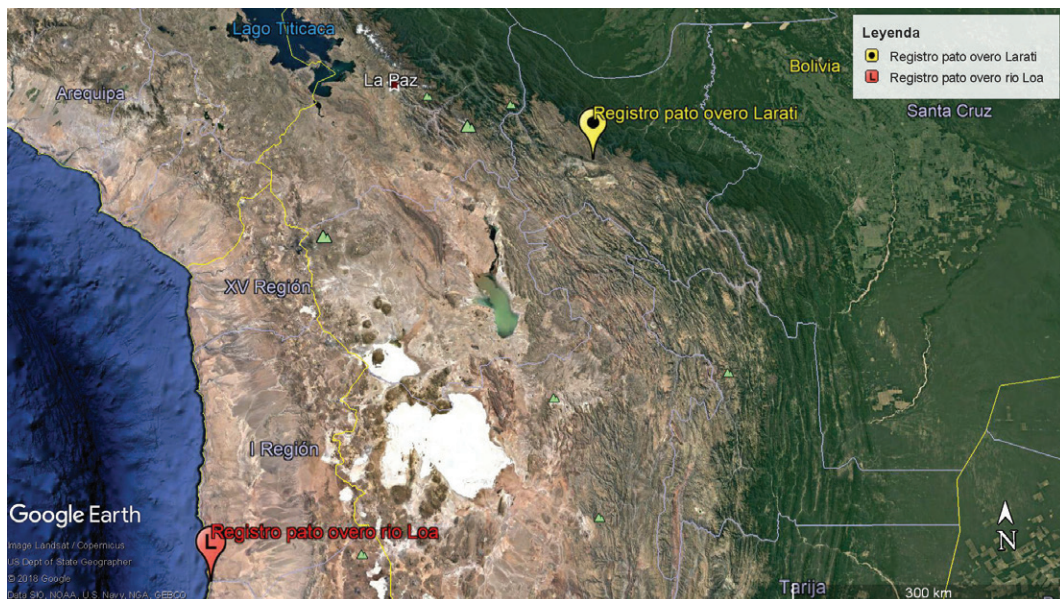 Lago Titicaca
Leyenda
Registro pato overo Larati
L Registro pato overo rio Loa
Bolivia
La Paz
Arequipa
Santa Cruz
Registro pato overo Larati
XV Región
I Región
Google Earth
L
Registro pato overo rio Loa
Image Landsat / Copernicus
US Dept of State Geographer
© 2018 Google
Data SIO, NOAA, U.S. Navy, NGA, GEBCO
N
Tarija
300 km